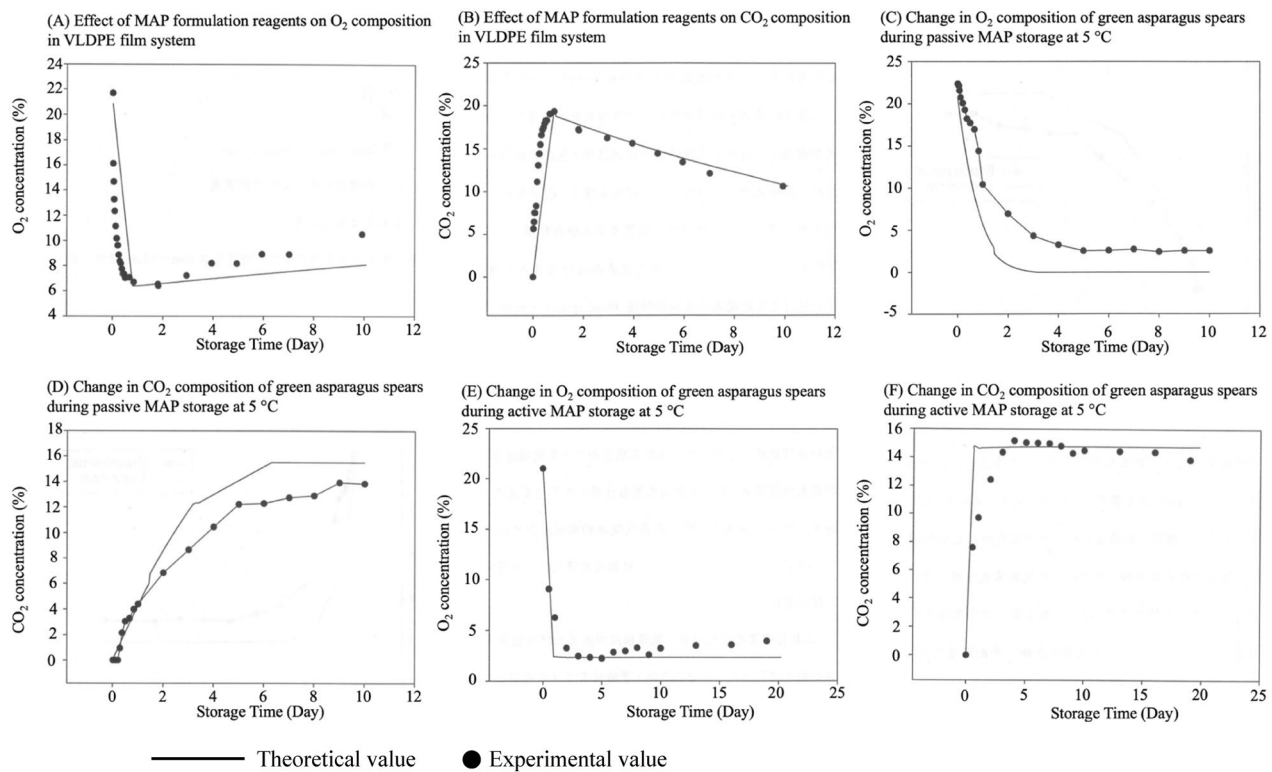 (A) Effect of MAP formulation reagents on O₂ composition
in VLDPE film system
24
22
20
18
16
14
12
10
8
6
4
O₂ concentration (%)
0 2 4 6 8 10 12
Storage Time (Day)
(B) Effect of MAP formulation reagents on CO₂ composition
in VLDPE film system
25
20
15
10
5
0
CO₂ concentration (%)
0 2 4 6 8 10 12
Storage Time (Day)
(C) Change in O₂ composition of green asparagus spears
during passive MAP storage at 5 °C
25
20
15
10
5
0
-5
O₂ concentration (%)
0 2 4 6 8 10 12
Storage Time (Day)
(D) Change in CO₂ composition of green asparagus spears
during passive MAP storage at 5 °C
18
16
14
12
10
8
6
4
2
0
CO₂ concentration (%)
0 2 4 6 8 10 12
Storage Time (Day)
(E) Change in O₂ composition of green asparagus spears
during active MAP storage at 5 °C
25
20
15
10
5
0
O₂ concentration (%)
0 5 10 15 20 25
Storage Time (Day)
(F) Change in CO₂ composition of green asparagus spears
during active MAP storage at 5 °C
16
14
12
10
8
6
4
2
0
CO₂ concentration (%)
0 5 10 15 20 25
Storage Time (Day)
Theoretical value
Experimental value